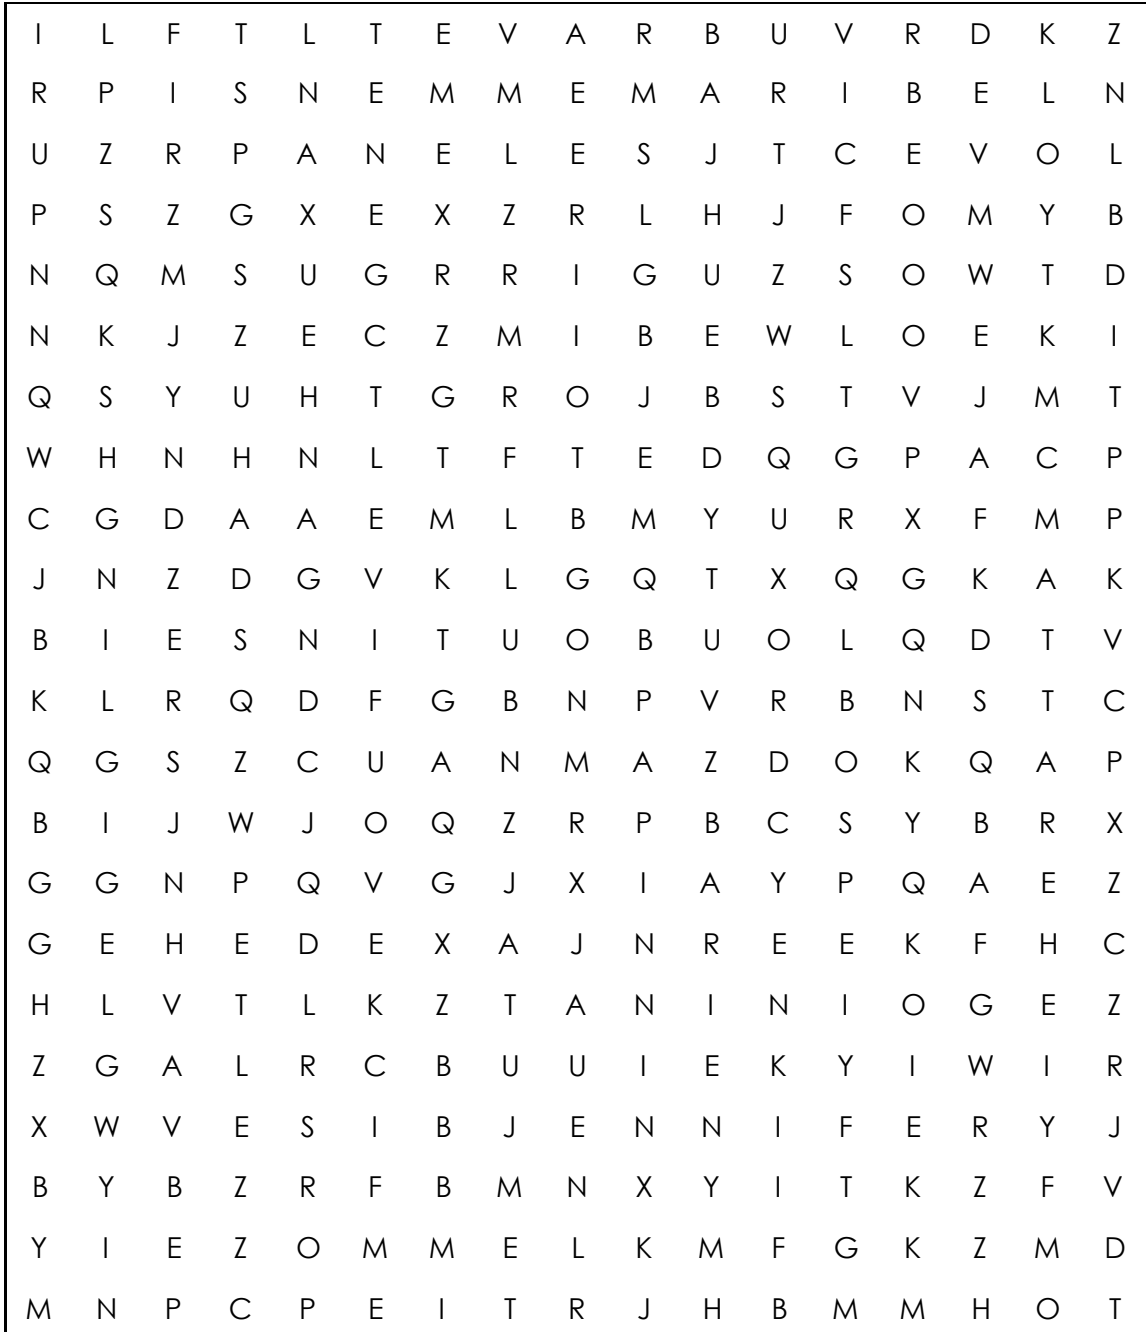 I L F T L T E V A R B U V R D K Z
R P I S N E M M E M A R I B E L N
U Z R P A N E L E S J T C E V O L
P S Z G X E X Z R L H J F O M Y B
N Q M S U G R R I G U Z S O W T D
N K J Z E C Z M I B E W L O E K I
Q S Y U H T G R O J B S T V J M T
W H N H N L T F T E D Q G P A C P
C G D A A E M L B M Y U R X F M P
J N Z D G V K L G Q T X Q G K A K
B I E S N I T U O B U O L Q D T V
K L R Q D F G B N P V R B N S T C
Q G S Z C U A N M A Z D O K Q A P
B I J W J O Q Z R P B C S Y B R X
G G N P Q V G J X I A Y P Q A E Z
G E H E D E X A J N R E E K F H C
H L V T L K Z T A N I N I O G E Z
Z G A L R C B U U I E K Y I W I R
X W V E S I B J E N N I F E R Y J
B Y B Z R F B M N X Y I T K Z F V
Y I E Z O M M E L K M F G K Z M D
M N P C P E I T R J H B M M H O T